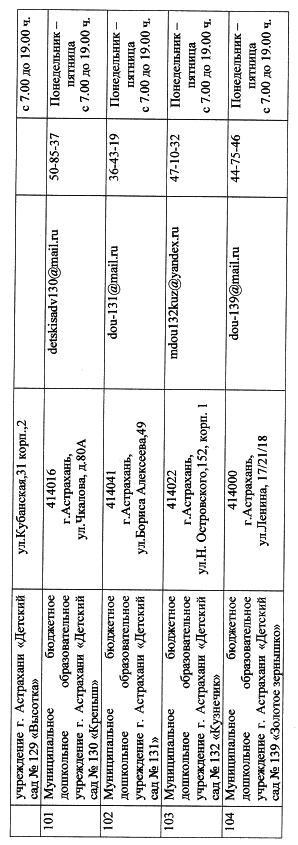 учреждение г. Астрахани «Детский
сад № 129 «Высотка»
ул.Кубанская,31 корп.,2
с 7.00 до 19.00 ч.
101
Муниципальное бюджетное
дошкольное образовательное
учреждение г. Астрахани «Детский
сад № 130 «Крепыш»
414016
г.Астрахань,
ул.Чкалова, д.80А
detskisadv130@mail.ru
50-85-37
Понедельник –
пятница
с 7.00 до 19.00 ч.
102
Муниципальное бюджетное
дошкольное образовательное
учреждение г. Астрахани «Детский
сад № 131»
414041
г.Астрахань,
ул.Бориса Алексеева,49
dou-131@mail.ru
36-43-19
Понедельник –
пятница
с 7.00 до 19.00 ч.
103
Муниципальное бюджетное
дошкольное образовательное
учреждение г. Астрахани «Детский
сад № 132 «Кузнечик»
414022
г.Астрахань,
ул.Н. Островского,152, корп. 1
mdou132kuz@yandex.ru
47-10-32
Понедельник –
пятница
с 7.00 до 19.00 ч.
104
Муниципальное бюджетное
дошкольное образовательное
учреждение г. Астрахани «Детский
сад № 139 «Золотое зернышко»
414000
г.Астрахань,
ул.Ленина, 17/21/18
dou-139@mail.ru
44-75-46
Понедельник –
пятница
с 7.00 до 19.00 ч.